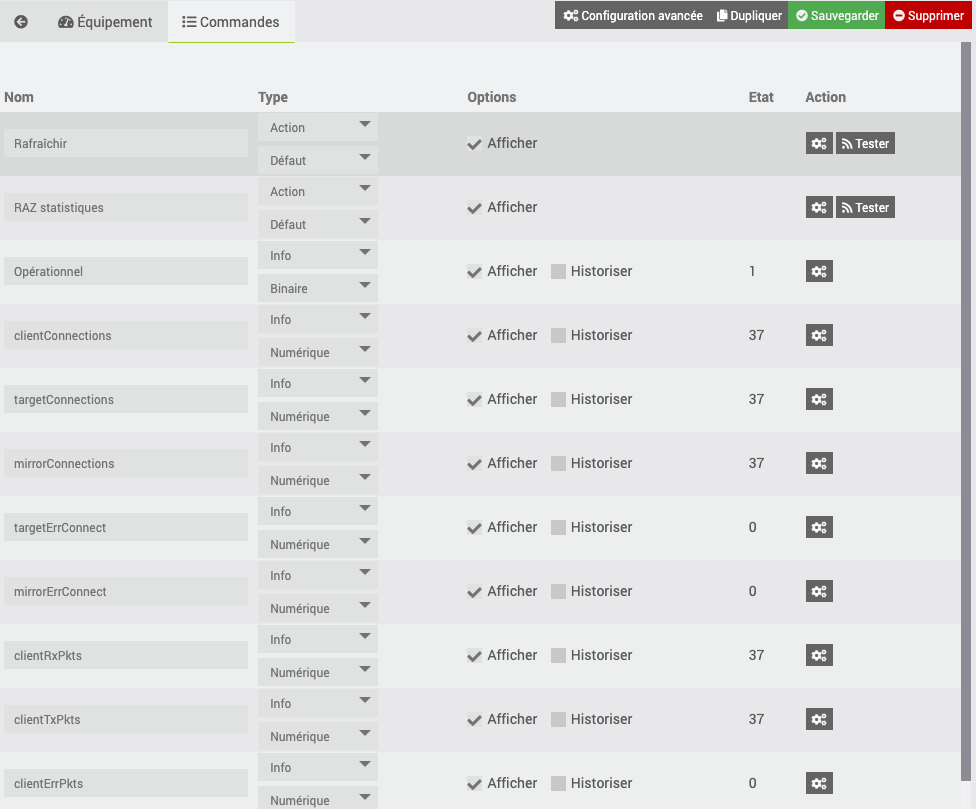 Équipement Commandes Configuration avancée Dupliquer Sauvegarder Supprimer
Nom Type Options Etat Action
Rafraîchir Action Défaut Afficher Tester
RAZ statistiques Action Défaut Afficher Tester
Opérationnel Info Binaire Afficher Historiser 1
clientConnections Info Numérique Afficher Historiser 37
targetConnections Info Numérique Afficher Historiser 37
mirrorConnections Info Numérique Afficher Historiser 37
targetErrConnect Info Numérique Afficher Historiser 0
mirrorErrConnect Info Numérique Afficher Historiser 0
clientRxPkts Info Numérique Afficher Historiser 37
clientTxPkts Info Numérique Afficher Historiser 37
clientErrPkts Info Numérique Afficher Historiser 0